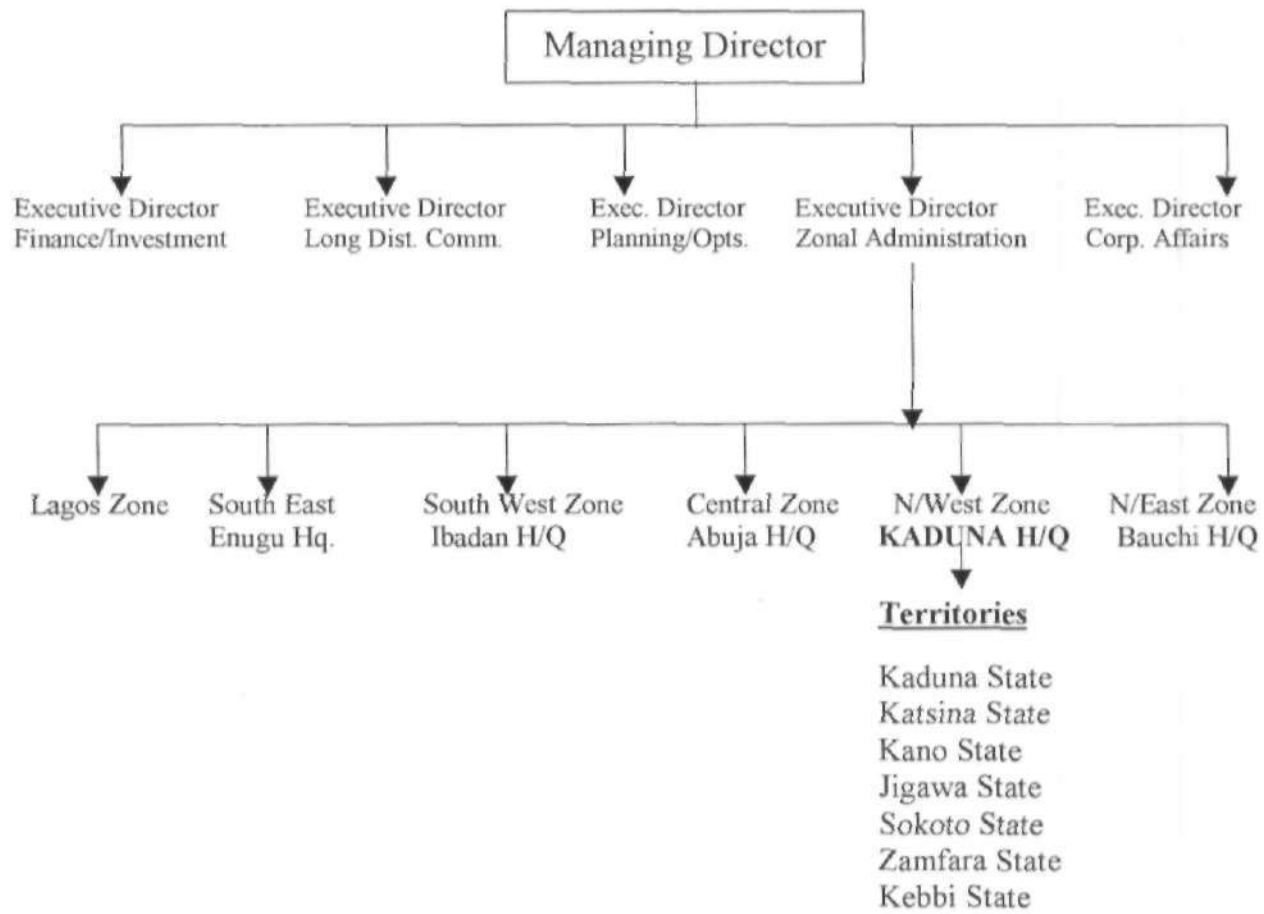 Managing Director
Executive Director
Finance/Investment
Executive Director
Long Dist. Comm.
Exec. Director
Planning/Opts.
Executive Director
Zonal Administration
Exec. Director
Corp. Affairs
Lagos Zone
South East
Enugu Hq.
South West Zone
Ibadan H/Q
Central Zone
Abuja H/Q
N/West Zone
KADUNA H/Q
N/East Zone
Bauchi H/Q
Territories
Kaduna State
Katsina State
Kano State
Jigawa State
Sokoto State
Zamfara State
Kebbi State